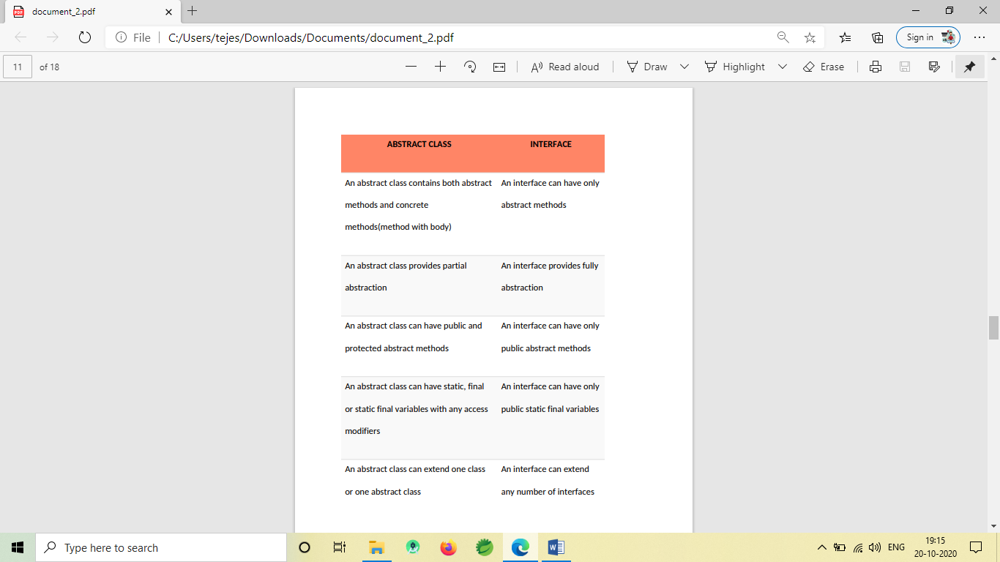 document_2.pdf
File
C:/Users/tejes/Downloads/Documents/document_2.pdf
Sign in
11 of 18
Read aloud
Draw
Highlight
Erase
ABSTRACT CLASS INTERFACE
An abstract class contains both abstract
methods and concrete
methods(method with body)
An interface can have only
abstract methods
An abstract class provides partial
abstraction
An interface provides fully
abstraction
An abstract class can have public and
protected abstract methods
An interface can have only
public abstract methods
An abstract class can have static, final
or static final variables with any access
modifiers
An interface can have only
public static final variables
An abstract class can extend one class
or one abstract class
An interface can extend
any number of interfaces
Type here to search
ENG
19:15
20-10-2020